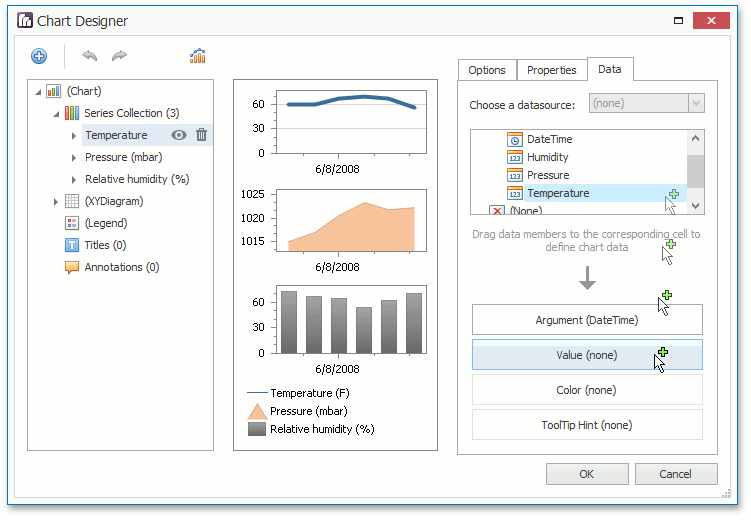 Chart Designer
(Chart)
Series Collection (3)
Temperature
Pressure (mbar)
Relative humidity (%)
(XYDiagram)
(Legend)
Titles (0)
Annotations (0)
60
30
0
6/8/2008
1025
1020
1015
6/8/2008
60
30
0
6/8/2008
Temperature (F)
Pressure (mbar)
Relative humidity (%)
Options
Properties
Data
Choose a datasource:
(none)
DateTime
123 Humidity
123 Pressure
123 Temperature
(None)
Drag data members to the corresponding cell to
define chart data
Argument (DateTime)
Value (none)
Color (none)
ToolTip Hint (none)
OK
Cancel